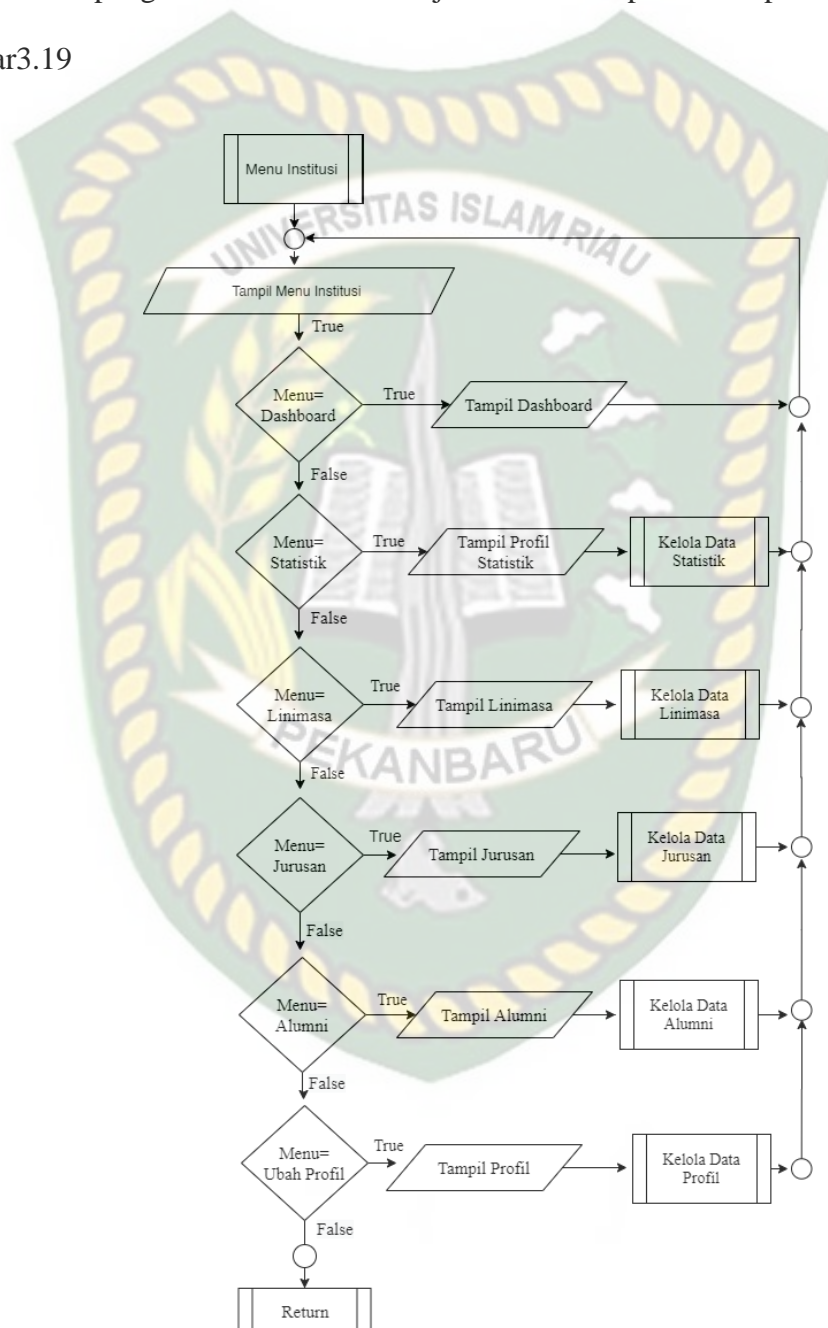 ar3.19
Menu Institusi
UNIVERSITAS ISLAM RIAU
Tampil Menu Institusi
True
Menu=
Dashboard
True
Tampil Dashboard
False
Menu=
Statistik
True
Tampil Profil
Statistik
Kelola Data
Statistik
False
Menu=
Linimasa
True
Tampil Linimasa
Kelola Data
Linimasa
PEKANBARU
False
Menu=
Jurusan
True
Tampil Jurusan
Kelola Data
Jurusan
False
Menu=
Alumni
True
Tampil Alumni
Kelola Data
Alumni
False
Menu=
Ubah Profil
True
Tampil Profil
Kelola Data
Profil
False
Return